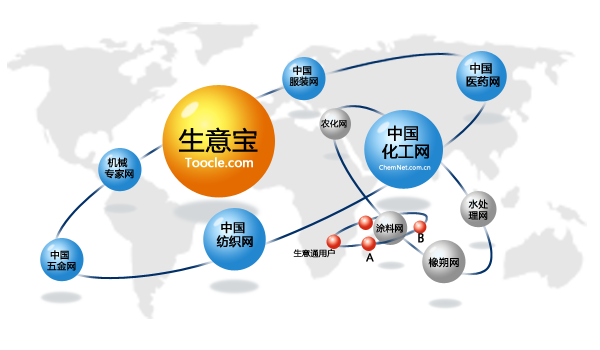 中国
服装网
中国
医药网
生意宝
Toocle.com
农化网
中国
化工网
ChemNet.com.cn
机械
专家网
水处
理网
中国
纺织网
涂料网
B
生意通用户
A
中国
五金网
橡朔网